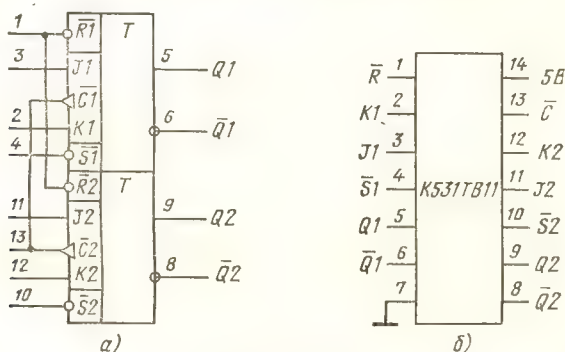 1 R̅1̅ T
3 J1 5 Q1
C̅1̅
2 K1 6 Q̅1
4 S̅1̅
R̅2̅ T
11 J2 9 Q2
13 C̅2̅
12 K2 8 Q̅2
10 S̅2̅
а)
R̅ 1 14 5В
K1 2 13 C̅
J1 3 12 K2
S̅1 4 К531ТВ11 11 J2
Q1 5 10 S̅2
Q̅1 6 9 Q2
7 8 Q̅2
б)